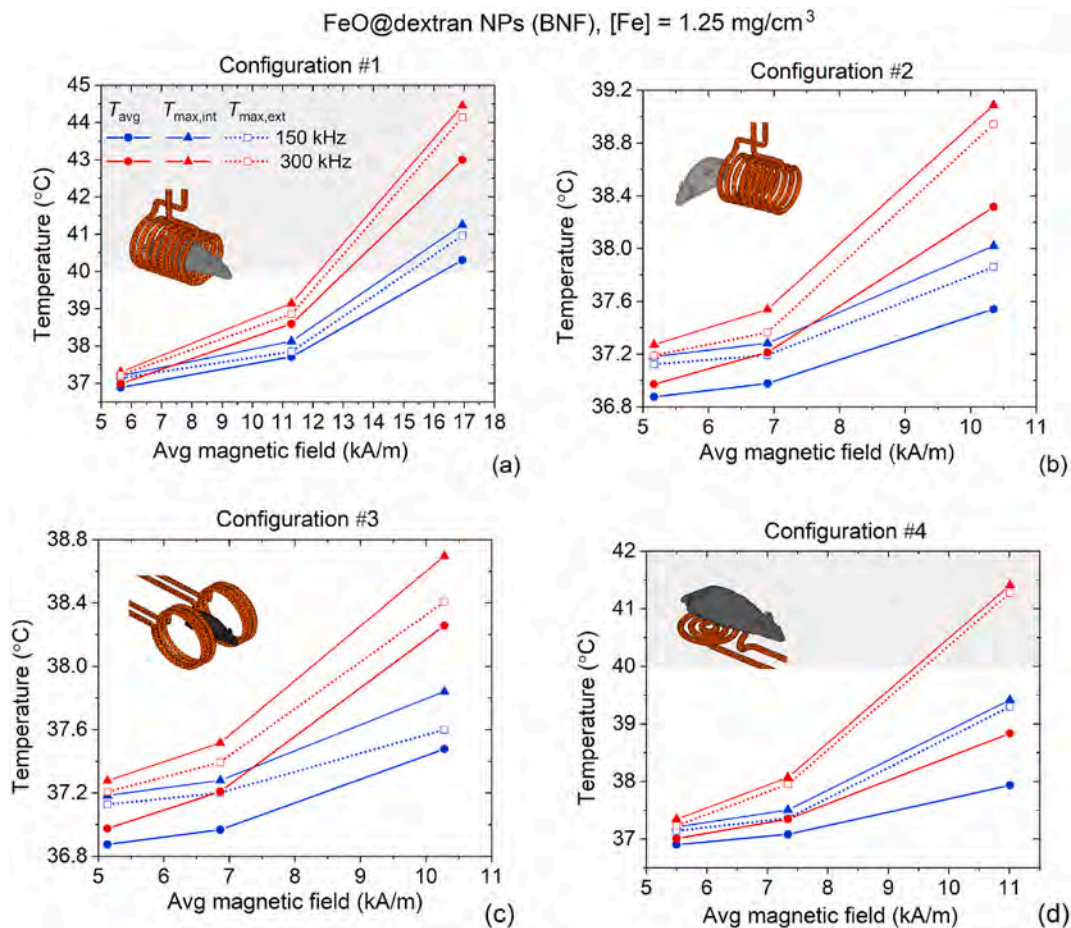 FeO@dextran NPs (BNF), [Fe] = 1.25 mg/cm³
Configuration #1
Temperature (°C)
45
44
43
42
41
40
39
38
37
T_avg T_max,int T_max,ext
150 kHz
300 kHz
5 6 7 8 9 10 11 12 13 14 15 16 17 18
Avg magnetic field (kA/m)
(a)
Configuration #2
Temperature (°C)
39.2
38.8
38.4
38.0
37.6
37.2
36.8
5 6 7 8 9 10 11
Avg magnetic field (kA/m)
(b)
Configuration #3
Temperature (°C)
38.8
38.4
38.0
37.6
37.2
36.8
5 6 7 8 9 10 11
Avg magnetic field (kA/m)
(c)
Configuration #4
Temperature (°C)
42
41
40
39
38
37
5 6 7 8 9 10 11
Avg magnetic field (kA/m)
(d)